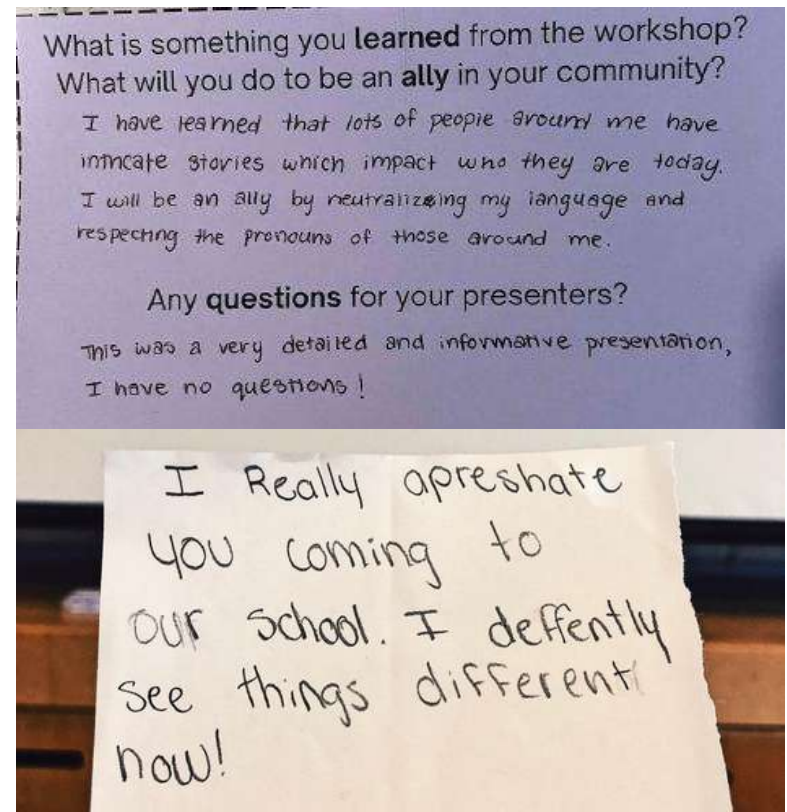 What is something you learned from the workshop?
What will you do to be an ally in your community?
I have learned that lots of people around me have
intricate stories which impact who they are today.
I will be an ally by neutralizeing my language and
respecting the pronouns of those around me.
Any questions for your presenters?
This was a very detailed and informative presentation,
I have no questions!
I Really apreshate
you coming to
our school. I deffently
see things different
now!